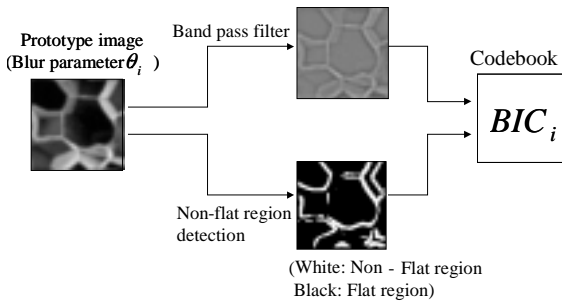 Prototype image
(Blur parameter θi )
Band pass filter
Codebook
BICi
Non-flat region
detection
(White: Non - Flat region
Black: Flat region)